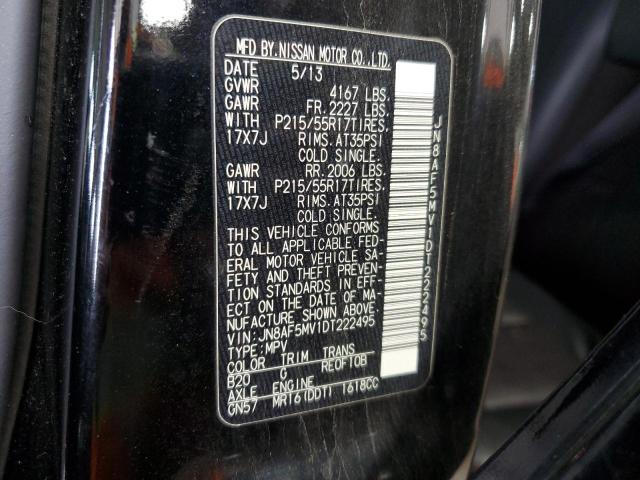 MFD BY. NISSAN MOTOR CO., LTD.
DATE 5/13
GVWR 4167 LBS.
GAWR FR. 2227 LBS.
WITH P215/55R17TIRES.
17X7J RIMS. AT35PSI
COLD SINGLE.
GAWR RR. 2006 LBS.
WITH P215/55R17TIRES.
17X7J RIMS. AT35PSI
COLD SINGLE.
THIS VEHICLE CONFORMS
TO ALL APPLICABLE FED-
ERAL MOTOR VEHICLE SA-
FETY AND THEFT PREVEN-
TION STANDARDS IN EFF-
ECT ON THE DATE OF MA-
NUFACTURE SHOWN ABOVE.
VIN: JN8AF5MV1DT222495
TYPE: MPV
COLOR TRIM TRANS
B20 G RE0F10B
AXLE ENGINE
GN57 MR16(DDT) 1618CC
JN8AF5MV1DT222495